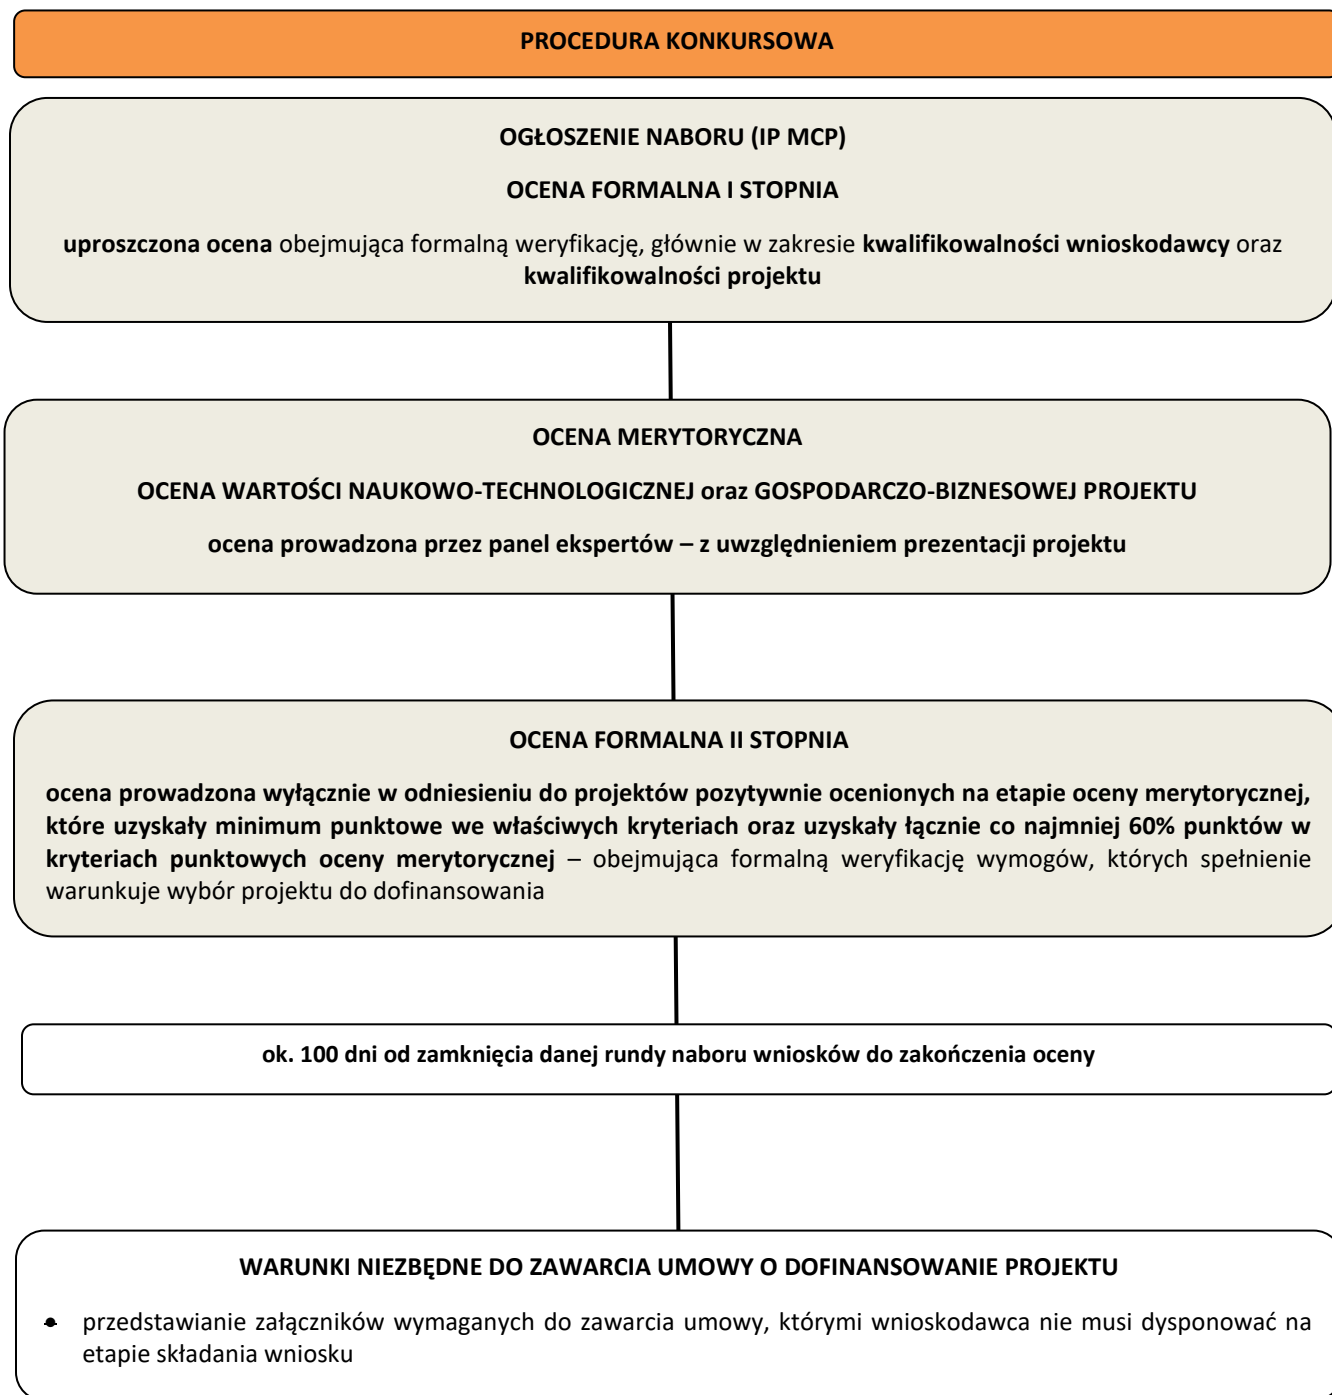 PROCEDURA KONKURSOWA
OGŁOSZENIE NABORU (IP MCP)
OCENA FORMALNA I STOPNIA
uproszczona ocena obejmująca formalną weryfikację, głównie w zakresie kwalifikowalności wnioskodawcy oraz
kwalifikowalności projektu
OCENA MERYTORYCZNA
OCENA WARTOŚCI NAUKOWO-TECHNOLOGICZNEJ oraz GOSPODARCZO-BIZNESOWEJ PROJEKTU
ocena prowadzona przez panel ekspertów – z uwzględnieniem prezentacji projektu
OCENA FORMALNA II STOPNIA
ocena prowadzona wyłącznie w odniesieniu do projektów pozytywnie ocenionych na etapie oceny merytorycznej,
które uzyskały minimum punktowe we właściwych kryteriach oraz uzyskały łącznie co najmniej 60% punktów w
kryteriach punktowych oceny merytorycznej – obejmująca formalną weryfikację wymogów, których spełnienie
warunkuje wybór projektu do dofinansowania
ok. 100 dni od zamknięcia danej rundy naboru wniosków do zakończenia oceny
WARUNKI NIEZBĘDNE DO ZAWARCIA UMOWY O DOFINANSOWANIE PROJEKTU
• przedstawianie załączników wymaganych do zawarcia umowy, którymi wnioskodawca nie musi dysponować na
etapie składania wniosku